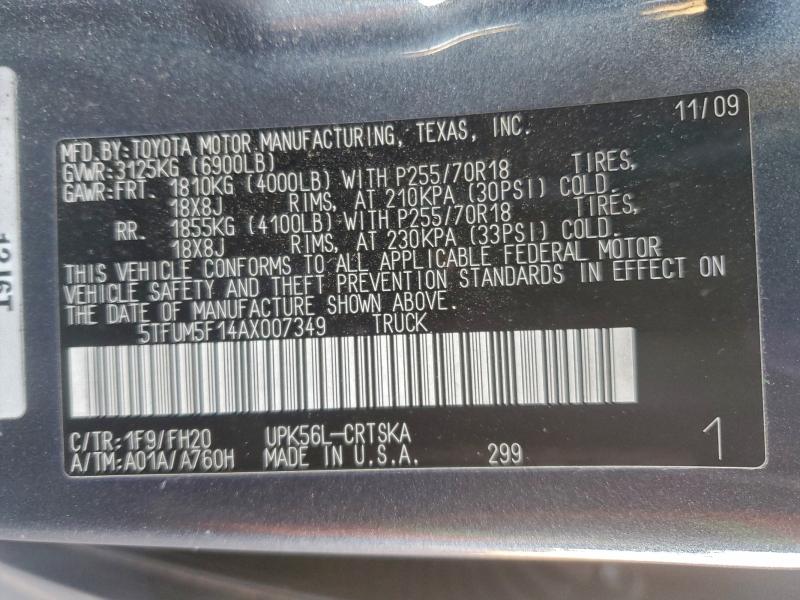 11/09
MFD.BY:TOYOTA MOTOR MANUFACTURING, TEXAS, INC.
GVWR:3125KG (6900LB)
GAWR:FRT. 1810KG (4000LB) WITH P255/70R18 TIRES,
18X8J RIMS, AT 210KPA (30PSI) COLD.
RR. 1855KG (4100LB) WITH P255/70R18 TIRES,
18X8J RIMS, AT 230KPA (33PSI) COLD.
THIS VEHICLE CONFORMS TO ALL APPLICABLE FEDERAL MOTOR
VEHICLE SAFETY AND THEFT PREVENTION STANDARDS IN EFFECT ON
THE DATE OF MANUFACTURE SHOWN ABOVE.
5TFUM5F14AX007349 TRUCK
C/TR:1F9/FH20 UPK56L-CRTSKA
A/TM:A01A/A760H MADE IN U.S.A. 299 1